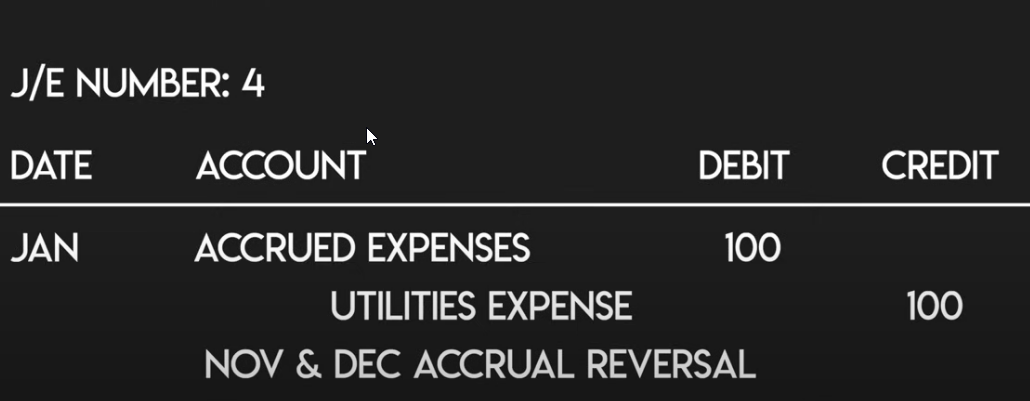 J/E NUMBER: 4
DATE ACCOUNT DEBIT CREDIT
JAN ACCRUED EXPENSES 100
UTILITIES EXPENSE 100
NOV & DEC ACCRUAL REVERSAL